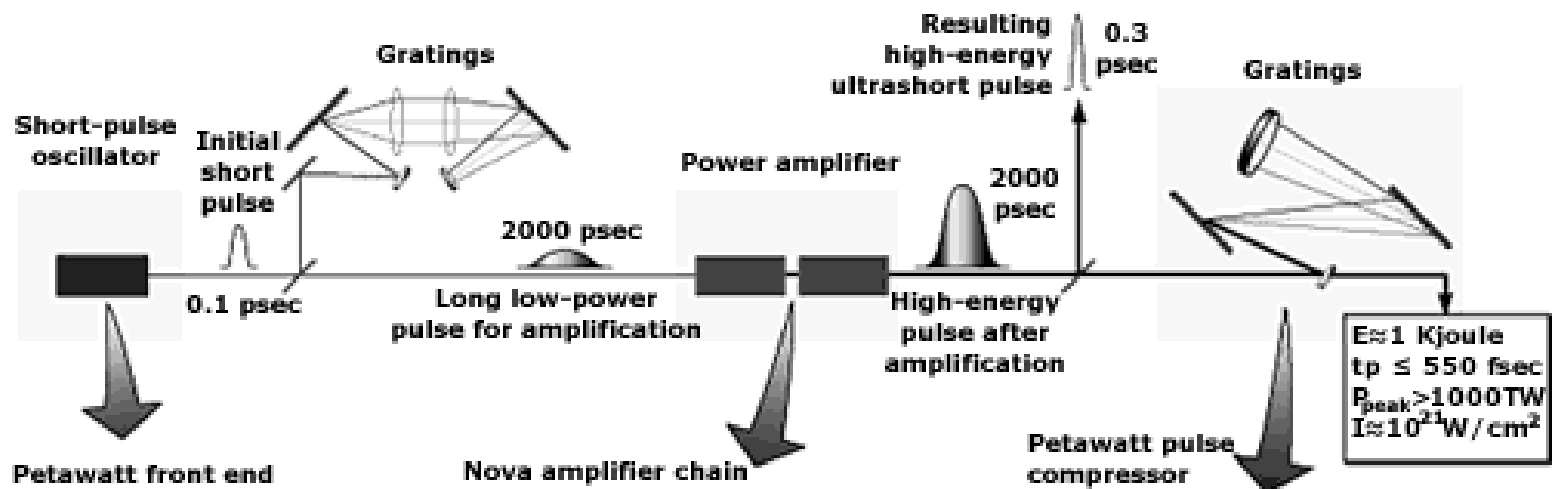 Gratings
Short-pulse
oscillator
Initial
short
pulse
0.1 psec
2000 psec
Long low-power
pulse for amplification
Power amplifier
2000
psec
High-energy
pulse after
amplification
Resulting
high-energy
ultrashort pulse
0.3
psec
Gratings
E≈1 Kjoule
tp ≤ 550 fsec
Ppeak>1000TW
I≈10²¹W/cm²
Petawatt front end
Nova amplifier chain
Petawatt pulse
compressor